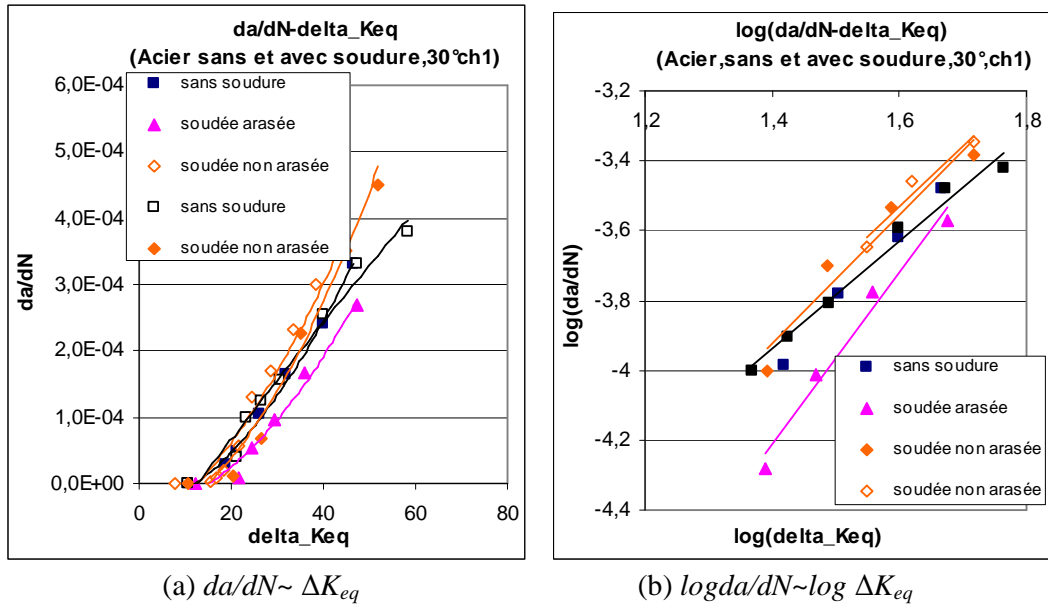 da/dN-delta_Keq
(Acier sans et avec soudure,30°ch1)
6,0E-04
5,0E-04
4,0E-04
3,0E-04
2,0E-04
1,0E-04
0,0E+00
da/dN
sans soudure
soudée arasée
soudée non arasée
sans soudure
soudée non arasée
0 20 40 60 80
delta_Keq
(a) da/dN~ ΔKeq
log(da/dN-delta_Keq)
(Acier,sans et avec soudure,30°,ch1)
-3,2
1,2 1,4 1,6 1,8
-3,4
-3,6
-3,8
-4
-4,2
-4,4
log(da/dN)
sans soudure
soudée arasée
soudée non arasée
soudée non arasée
log(delta_Keq)
(b) logda/dN~log ΔKeq